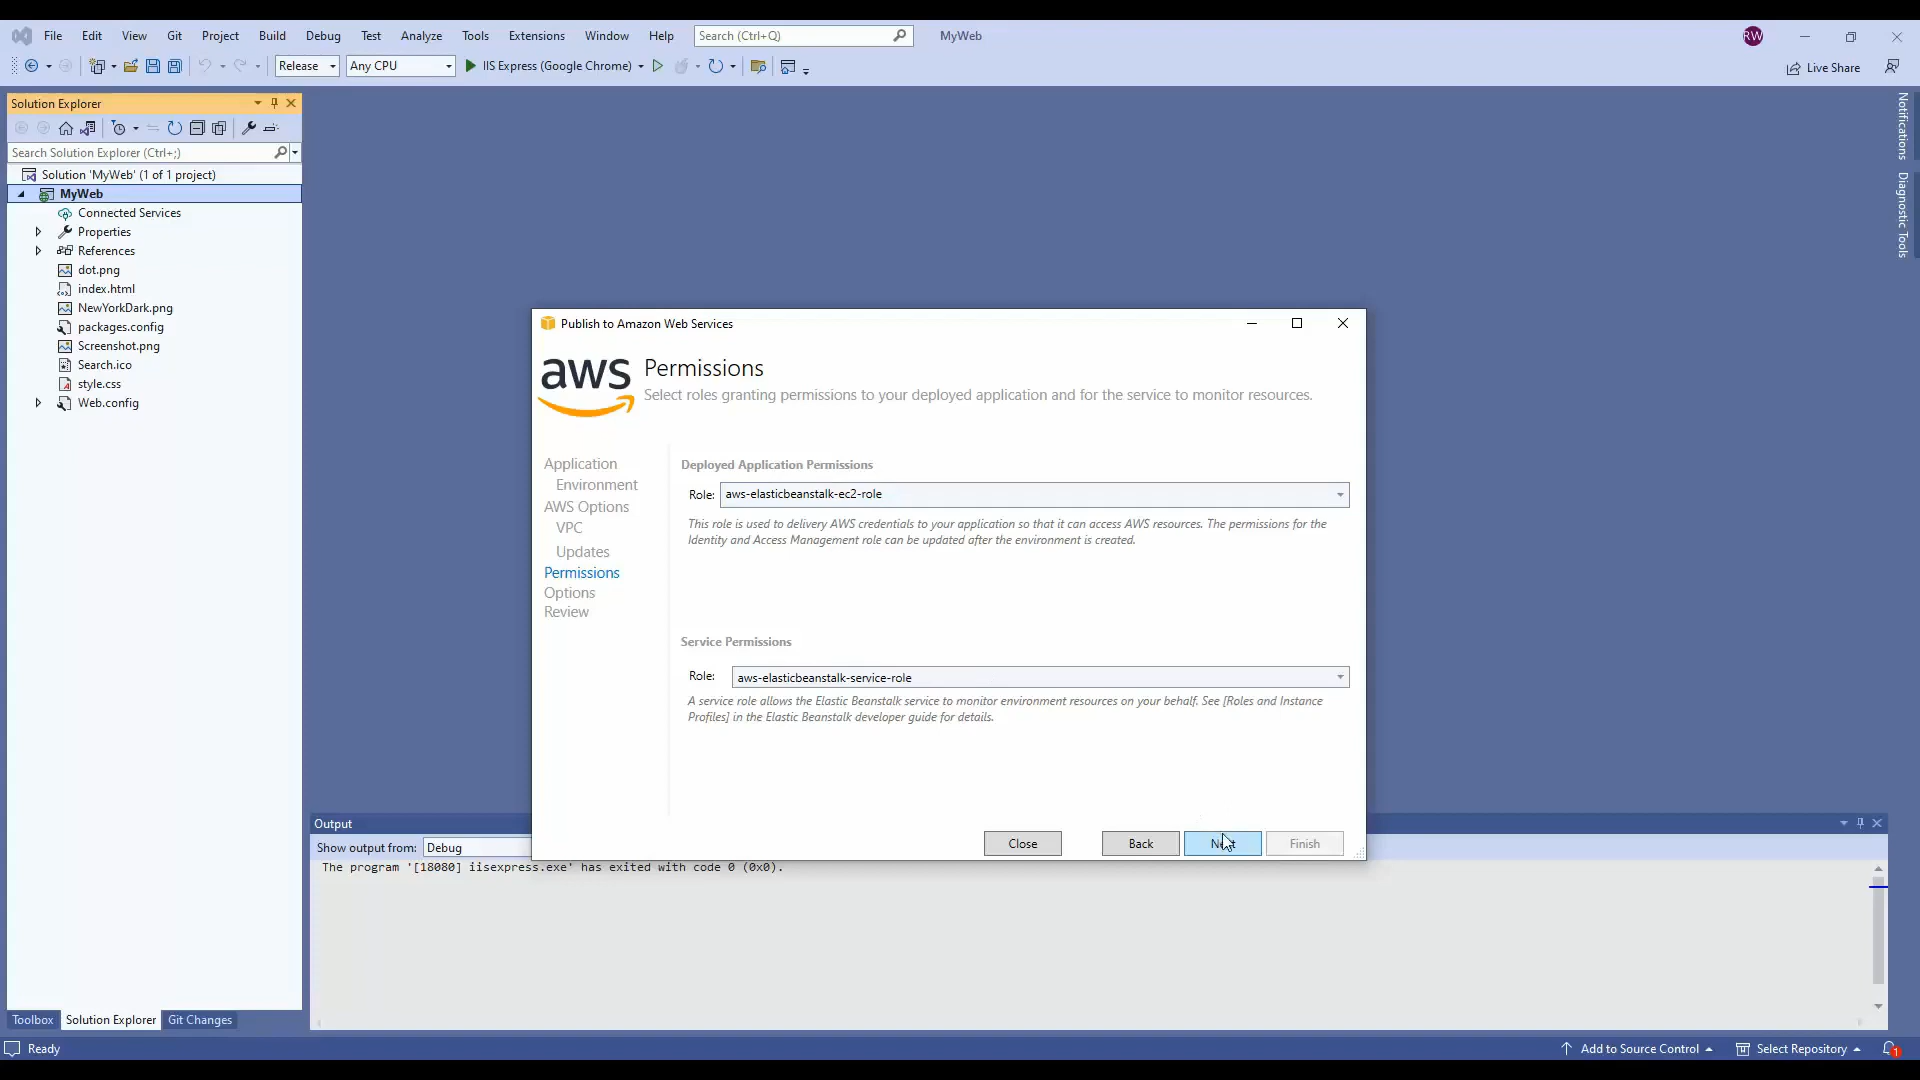 File Edit View Git Project Build Debug Test Analyze Tools Extensions Window Help Search (Ctrl+Q) MyWeb RW
Release Any CPU IIS Express (Google Chrome) Live Share
Solution Explorer
Search Solution Explorer (Ctrl+;)
Solution 'MyWeb' (1 of 1 project)
MyWeb
Connected Services
Properties
References
dot.png
index.html
NewYorkDark.png
packages.config
Screenshot.png
Search.ico
style.css
Web.config
Notifications
Diagnostic Tools
Publish to Amazon Web Services
aws
Permissions
Select roles granting permissions to your deployed application and for the service to monitor resources.
Application
Environment
AWS Options
VPC
Updates
Permissions
Options
Review
Deployed Application Permissions
Role: aws-elasticbeanstalk-ec2-role
This role is used to delivery AWS credentials to your application so that it can access AWS resources. The permissions for the
Identity and Access Management role can be updated after the environment is created.
Service Permissions
Role: aws-elasticbeanstalk-service-role
A service role allows the Elastic Beanstalk service to monitor environment resources on your behalf. See [Roles and Instance
Profiles] in the Elastic Beanstalk developer guide for details.
Close Back Next Finish
Output
Show output from: Debug
The program '[18080] iisexpress.exe' has exited with code 0 (0x0).
Toolbox Solution Explorer Git Changes
Ready Add to Source Control Select Repository 1